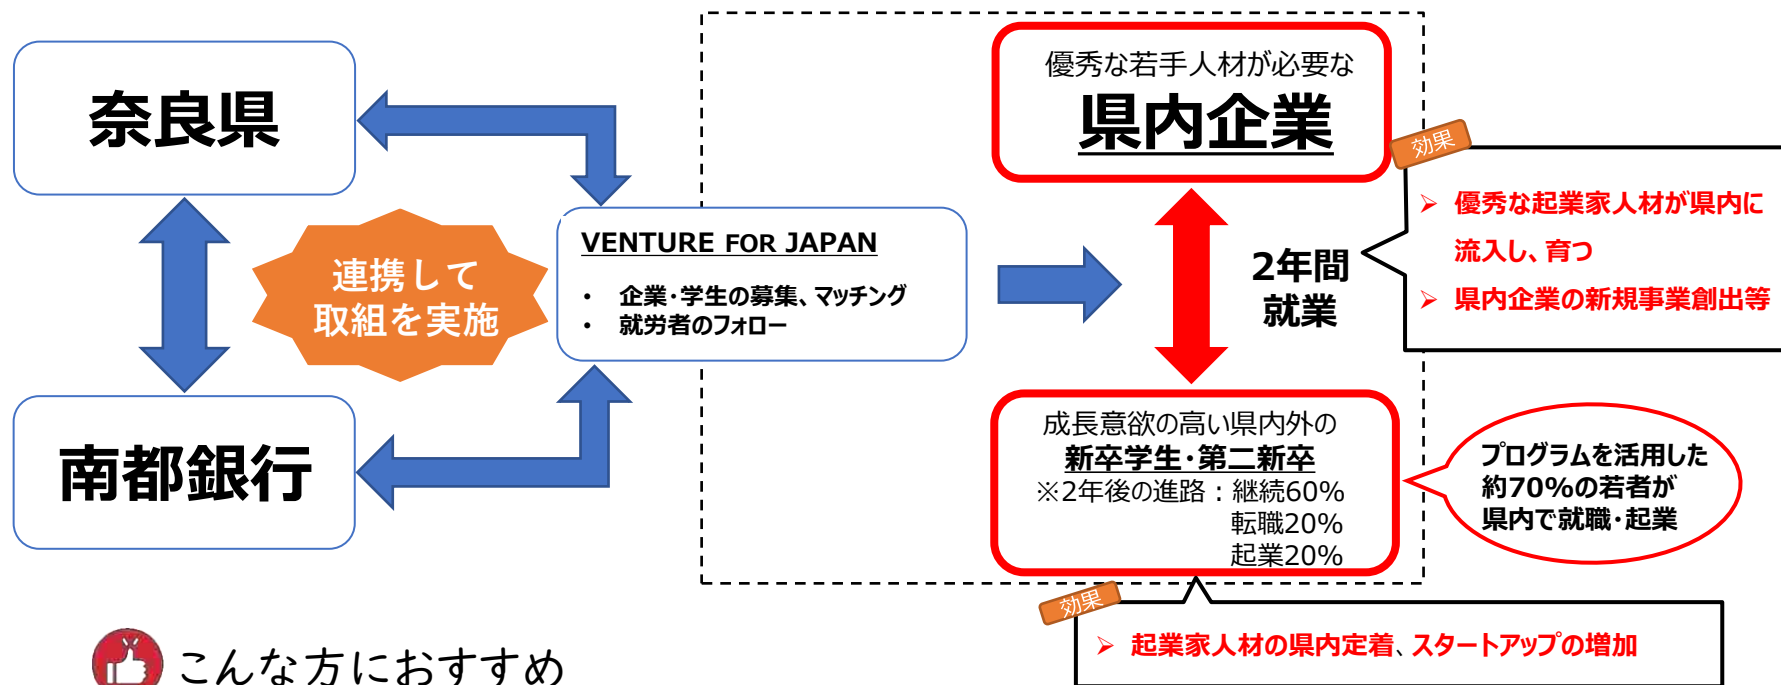 奈良県
南都銀行
連携して
取組を実施
VENTURE FOR JAPAN
・ 企業・学生の募集、マッチング
・ 就労者のフォロー
優秀な若手人材が必要な
県内企業
2年間
就業
成長意欲の高い県内外の
新卒学生・第二新卒
※2年後の進路：継続60%
転職20%
起業20%
効果
➢ 優秀な起業家人材が県内に
流入し、育つ
➢ 県内企業の新規事業創出等
プログラムを活用した
約70%の若者が
県内で就職・起業
効果
➢ 起業家人材の県内定着、スタートアップの増加
こんな方におすすめ